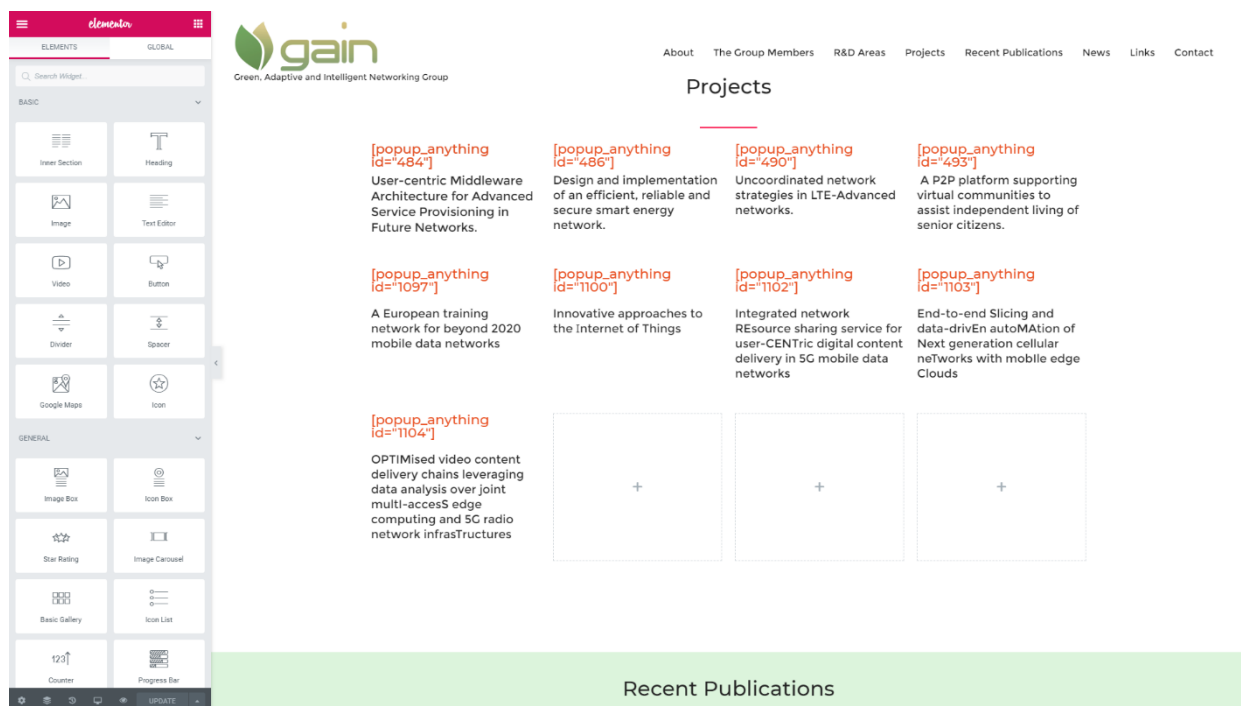 elementor
ELEMENTS GLOBAL
Search Widget...
BASIC
Inner Section Heading
Image Text Editor
Video Button
Divider Spacer
Google Maps Icon
GENERAL
Image Box Icon Box
Star Rating Image Carousel
Basic Gallery Icon List
123
Counter Progress Bar
UPDATE
gain
Green, Adaptive and Intelligent Networking Group
About The Group Members R&D Areas Projects Recent Publications News Links Contact
Projects
[popup_anything
id="484"]
User-centric Middleware
Architecture for Advanced
Service Provisioning in
Future Networks.
[popup_anything
id="486"]
Design and implementation
of an efficient, reliable and
secure smart energy
network.
[popup_anything
id="490"]
Uncoordinated network
strategies in LTE-Advanced
networks.
[popup_anything
id="493"]
A P2P platform supporting
virtual communities to
assist independent living of
senior citizens.
[popup_anything
id="1097"]
A European training
network for beyond 2020
mobile data networks
[popup_anything
id="1100"]
Innovative approaches to
the Internet of Things
[popup_anything
id="1102"]
Integrated network
REsource sharing service for
user-CENTric digital content
delivery in 5G mobile data
networks
[popup_anything
id="1103"]
End-to-end Slicing and
data-drivEn autoMAtion of
Next generation cellular
neTworks with mobIle edge
Clouds
[popup_anything
id="1104"]
OPTIMised video content
delivery chains leveraging
data analysis over joint
multI-accesS edge
computing and 5G radio
network infrasTructures
Recent Publications